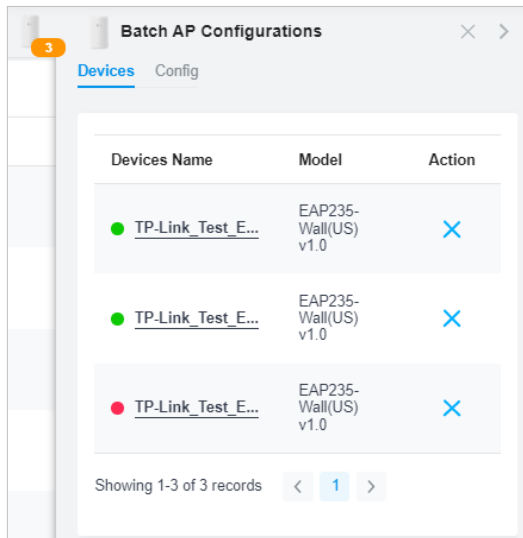 Batch AP Configurations
3
Devices Config
Devices Name Model Action
TP-Link_Test_E... EAP235-
Wall(US)
v1.0
TP-Link_Test_E... EAP235-
Wall(US)
v1.0
TP-Link_Test_E... EAP235-
Wall(US)
v1.0
Showing 1-3 of 3 records < 1 >